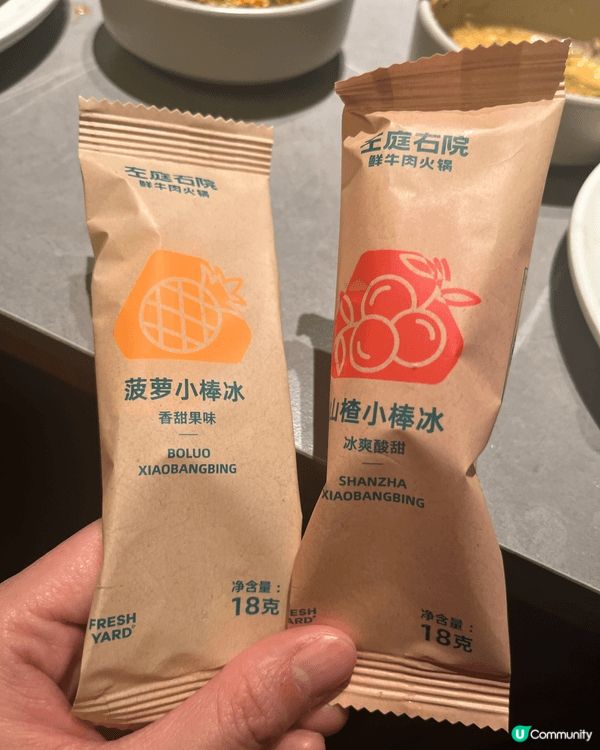 左庭右院
鲜牛肉火锅
菠萝小棒冰
香甜果味
BOLUO
XIAOBANGBING
净含量：
18克
FRESH
YARD
左庭右院
鲜牛肉火锅
山楂小棒冰
冰爽酸甜
SHANZHA
XIAOBANGBING
净含量：
18克
ESH
ARD
U Community